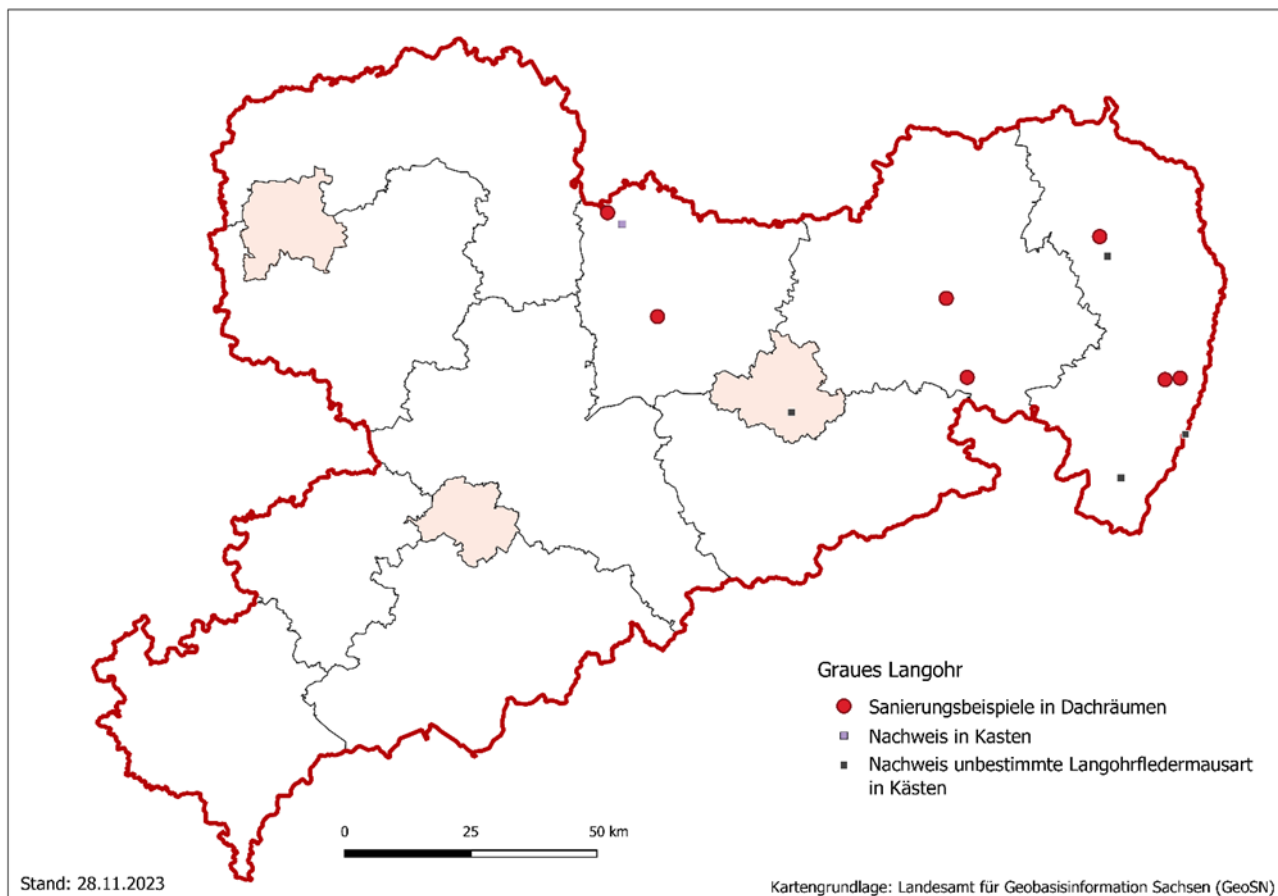 Graues Langohr
Sanierungsbeispiele in Dachräumen
Nachweis in Kasten
Nachweis unbestimmte Langohrfledermausart
in Kästen
0 25 50 km
Stand: 28.11.2023
Kartengrundlage: Landesamt für Geobasisinformation Sachsen (GeoSN)